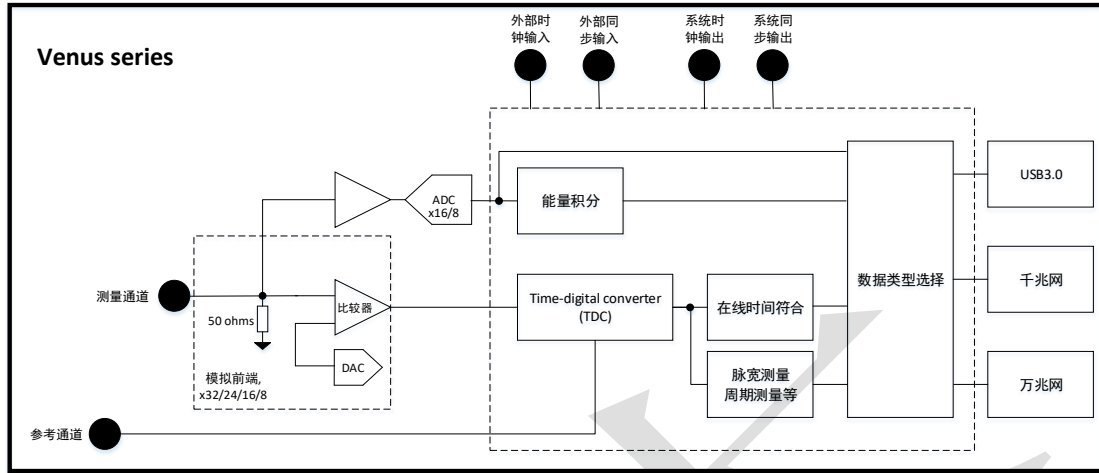 Venus series
外部时
钟输入
外部同
步输入
系统时
钟输出
系统同
步输出
ADC
x16/8
能量积分
USB3.0
测量通道
50 ohms
比较器
DAC
模拟前端,
x32/24/16/8
Time-digital converter
(TDC)
在线时间符合
脉宽测量
周期测量等
数据类型选择
千兆网
万兆网
参考通道